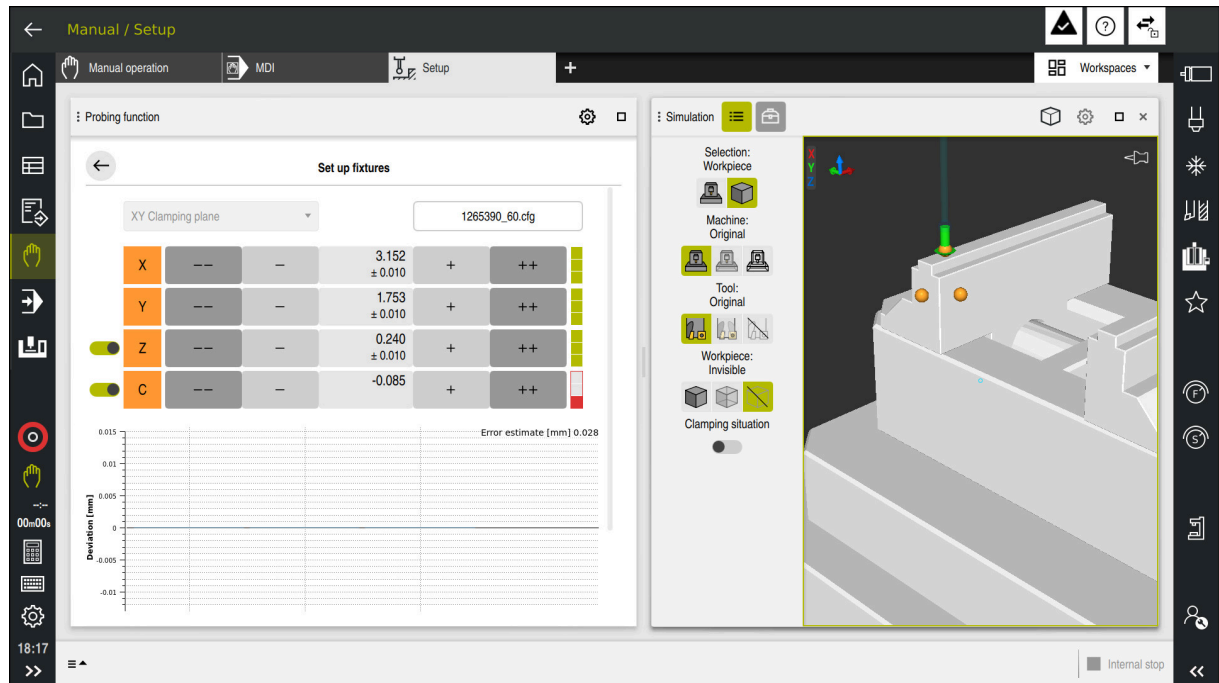 Manual / Setup
Manual operation
MDI
Setup
+
Workspaces
Probing function
Simulation
Set up fixtures
XY Clamping plane
1265390_60.cfg
X
−−
−
3.152
± 0.010
+
++
Y
−−
−
1.753
± 0.010
+
++
Z
−−
−
0.240
± 0.010
+
++
C
−−
−
-0.085
+
++
Error estimate [mm] 0.028
Deviation [mm]
0.015
0.01
0.005
0
-0.005
-0.01
Selection:
Workpiece
Machine:
Original
Tool:
Original
Workpiece:
Invisible
Clamping situation
X
Y
Z
F
S
--:--
00m00s
18:17
Internal stop